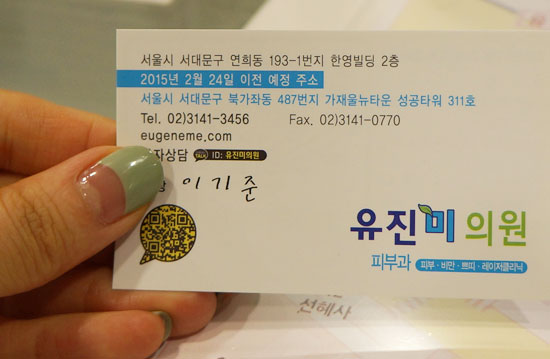 서울시 서대문구 연희동 193-1번지 한영빌딩 2층
2015년 2월 24일 이전 예정 주소
서울시 서대문구 북가좌동 487번지 가재울뉴타운 성공타워 311호
Tel. 02)3141-3456 Fax. 02)3141-0770
eugeneme.com
자상담 TALK ID: 유진미의원
이기준
유진미의원
피부과 피부·비만·쁘띠·레이저클리닉
선혜사